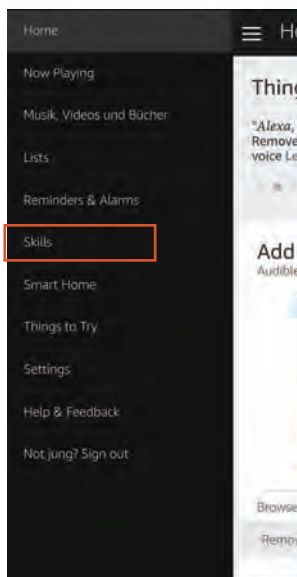 Home
Now Playing
Musik, Videos und Bücher
Lists
Reminders & Alarms
Skills
Smart Home
Things to Try
Settings
Help & Feedback
Not jung? Sign out
Thing
"Alexa,
Remove
voice Le
Add
Audible
Browse
Remov